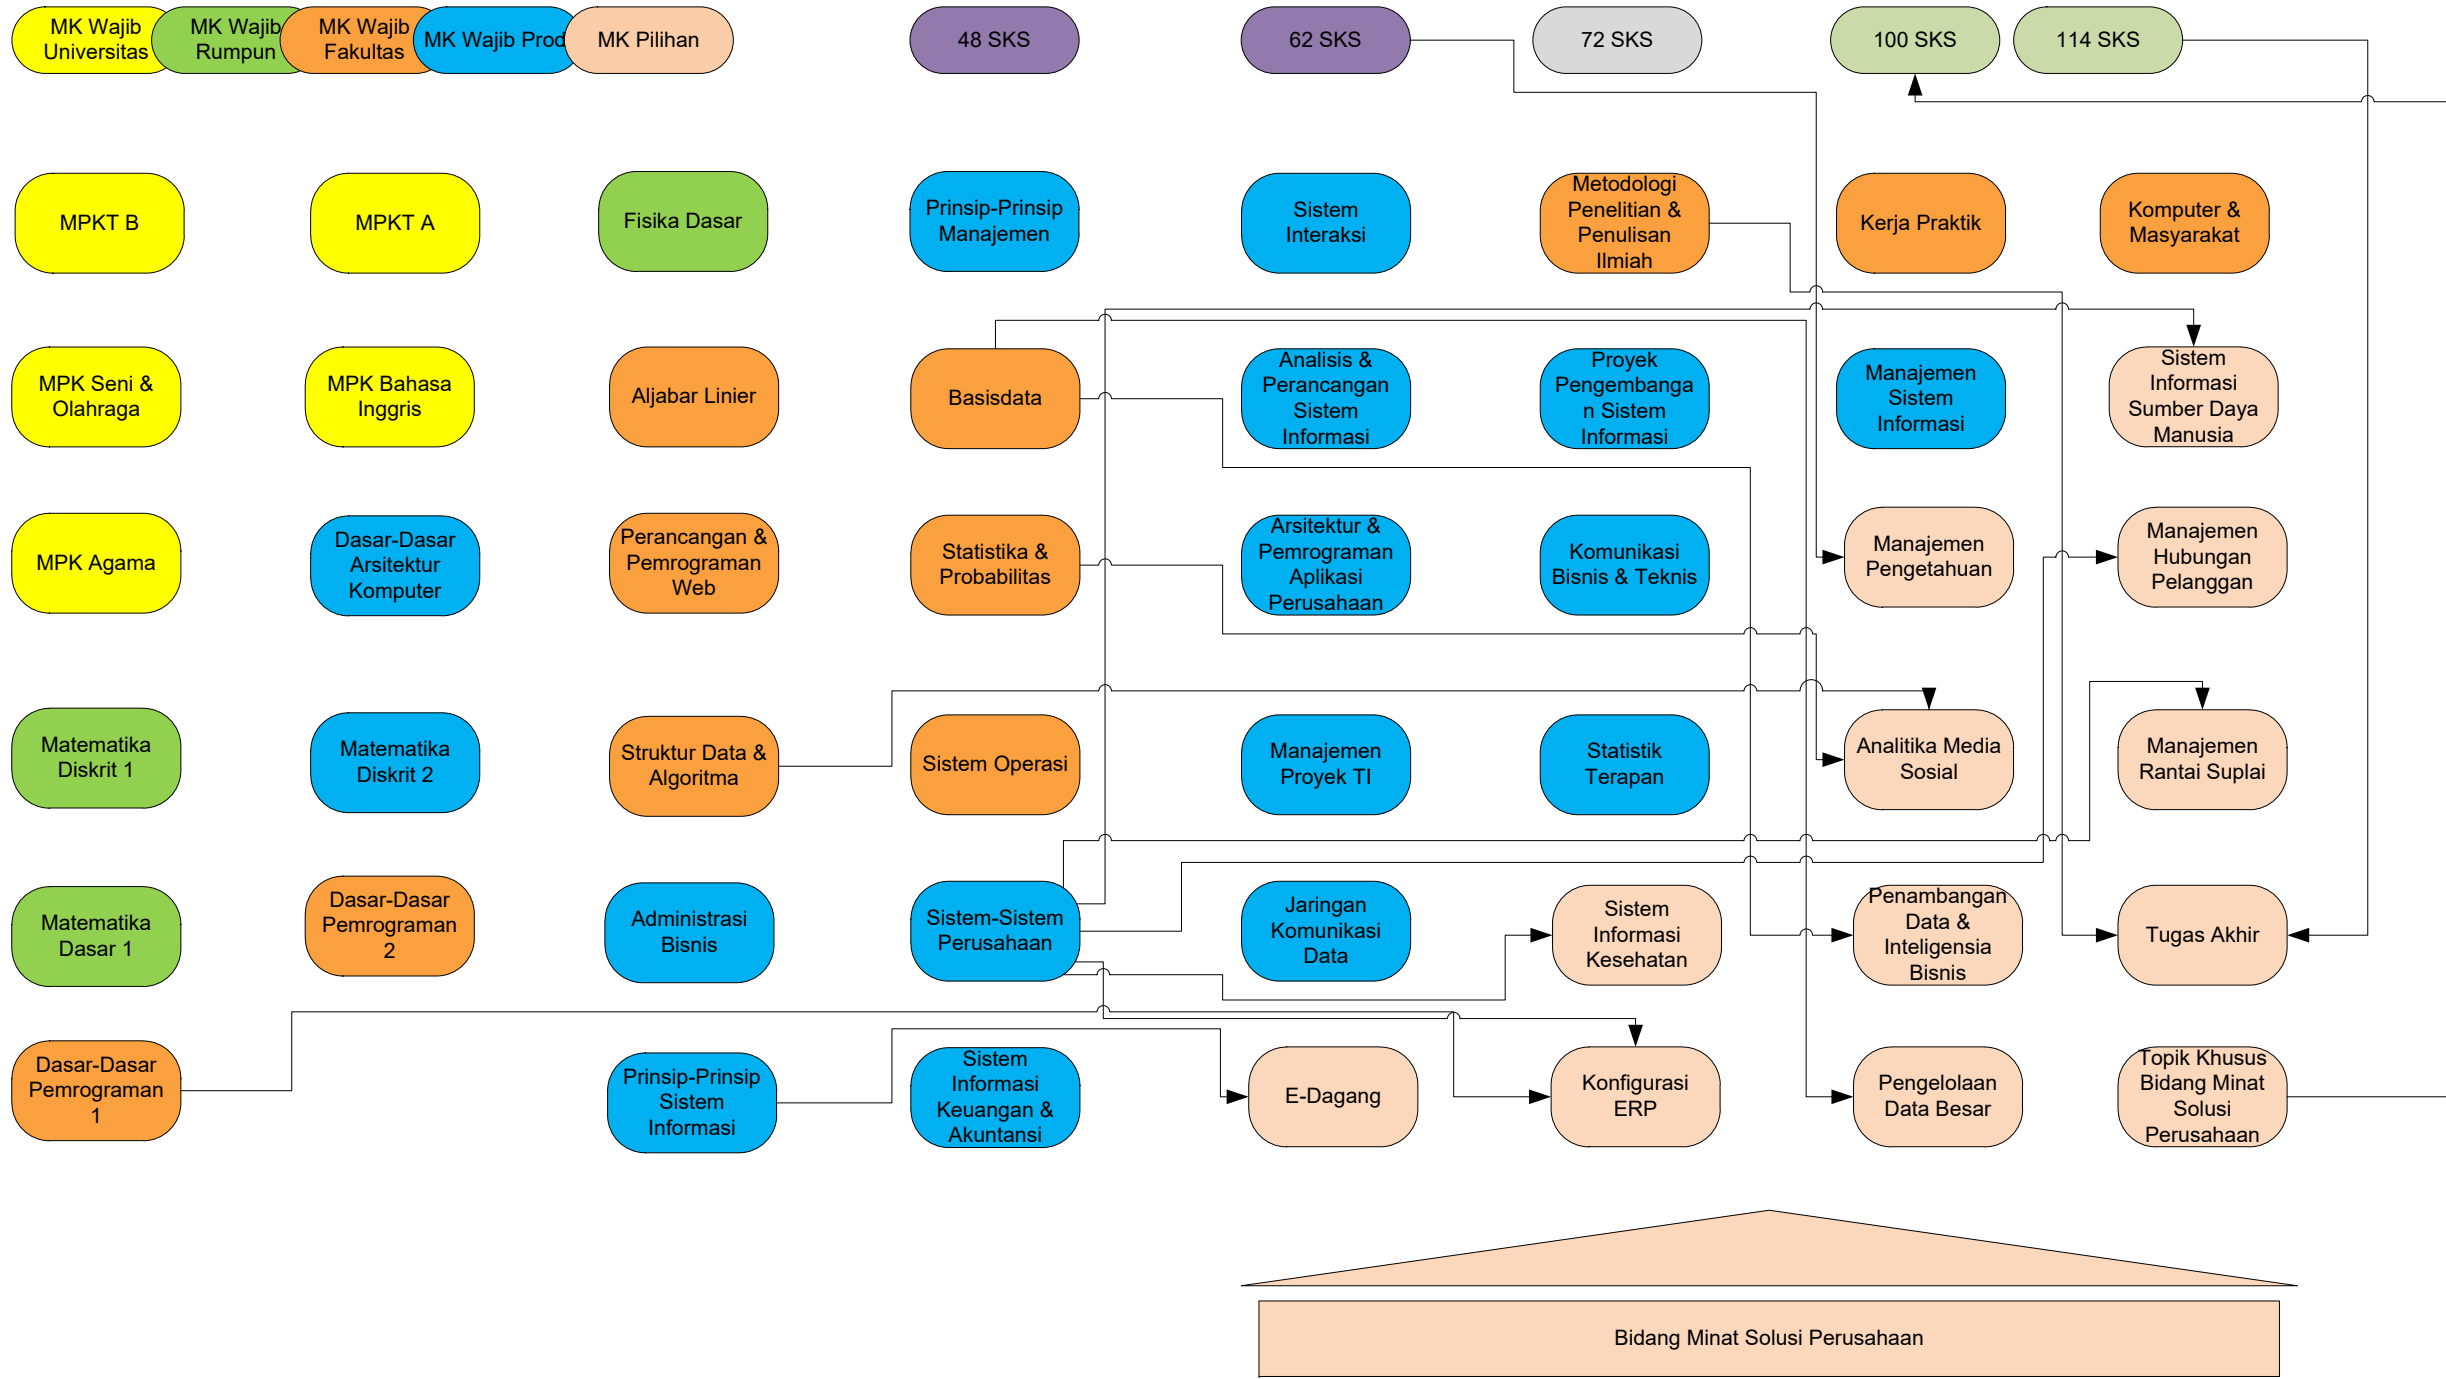 MK Wajib
Universitas
MK Wajib
Rumpun
MK Wajib
Fakultas
MK Wajib Prod
MK Pilihan
48 SKS
62 SKS
72 SKS
100 SKS
114 SKS
MPKT B
MPKT A
Fisika Dasar
Prinsip-Prinsip
Manajemen
Sistem
Interaksi
Metodologi
Penelitian &
Penulisan
Ilmiah
Kerja Praktik
Komputer &
Masyarakat
MPK Seni &
Olahraga
MPK Bahasa
Inggris
Aljabar Linier
Basisdata
Analisis &
Perancangan
Sistem
Informasi
Proyek
Pengembanga
n Sistem
Informasi
Manajemen
Sistem
Informasi
Sistem
Informasi
Sumber Daya
Manusia
MPK Agama
Dasar-Dasar
Arsitektur
Komputer
Perancangan &
Pemrograman
Web
Statistika &
Probabilitas
Arsitektur &
Pemrograman
Aplikasi
Perusahaan
Komunikasi
Bisnis & Teknis
Manajemen
Pengetahuan
Manajemen
Hubungan
Pelanggan
Matematika
Diskrit 1
Matematika
Diskrit 2
Struktur Data &
Algoritma
Sistem Operasi
Manajemen
Proyek TI
Statistik
Terapan
Analitika Media
Sosial
Manajemen
Rantai Suplai
Matematika
Dasar 1
Dasar-Dasar
Pemrograman
2
Administrasi
Bisnis
Sistem-Sistem
Perusahaan
Jaringan
Komunikasi
Data
Sistem
Informasi
Kesehatan
Penambangan
Data &
Inteligensia
Bisnis
Tugas Akhir
Dasar-Dasar
Pemrograman
1
Prinsip-Prinsip
Sistem
Informasi
Sistem
Informasi
Keuangan &
Akuntansi
E-Dagang
Konfigurasi
ERP
Pengelolaan
Data Besar
Topik Khusus
Bidang Minat
Solusi
Perusahaan
Bidang Minat Solusi Perusahaan